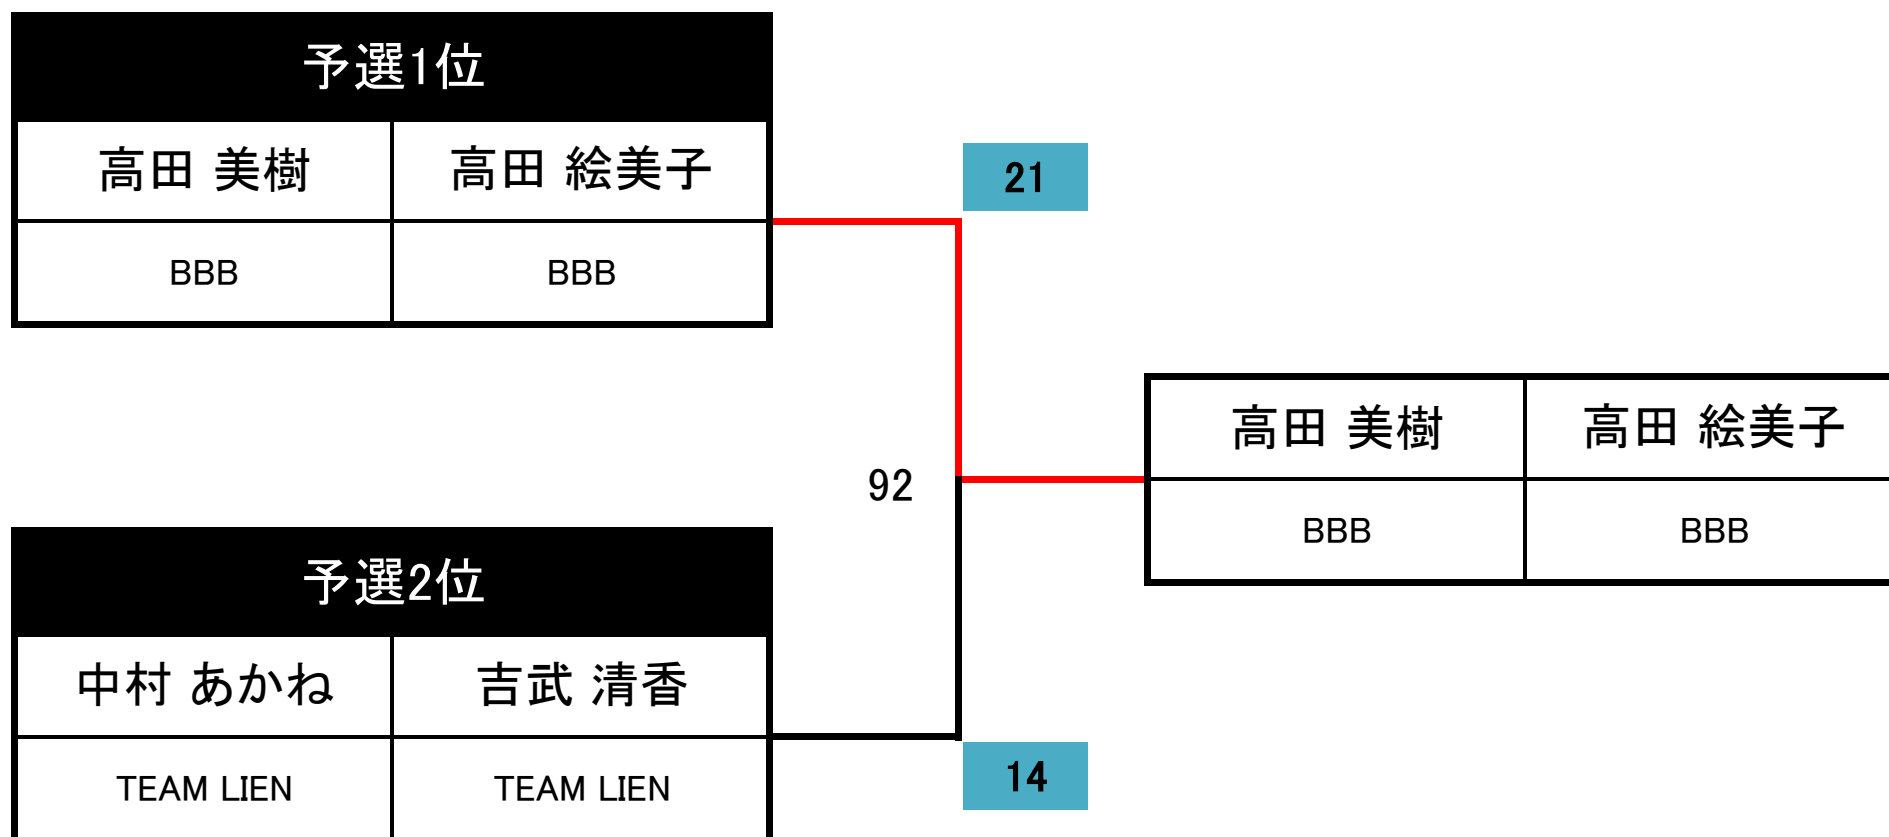 予選1位
高田 美樹 高田 絵美子
BBB BBB
21
92
高田 美樹 高田 絵美子
BBB BBB
予選2位
中村 あかね 吉武 清香
TEAM LIEN TEAM LIEN
14